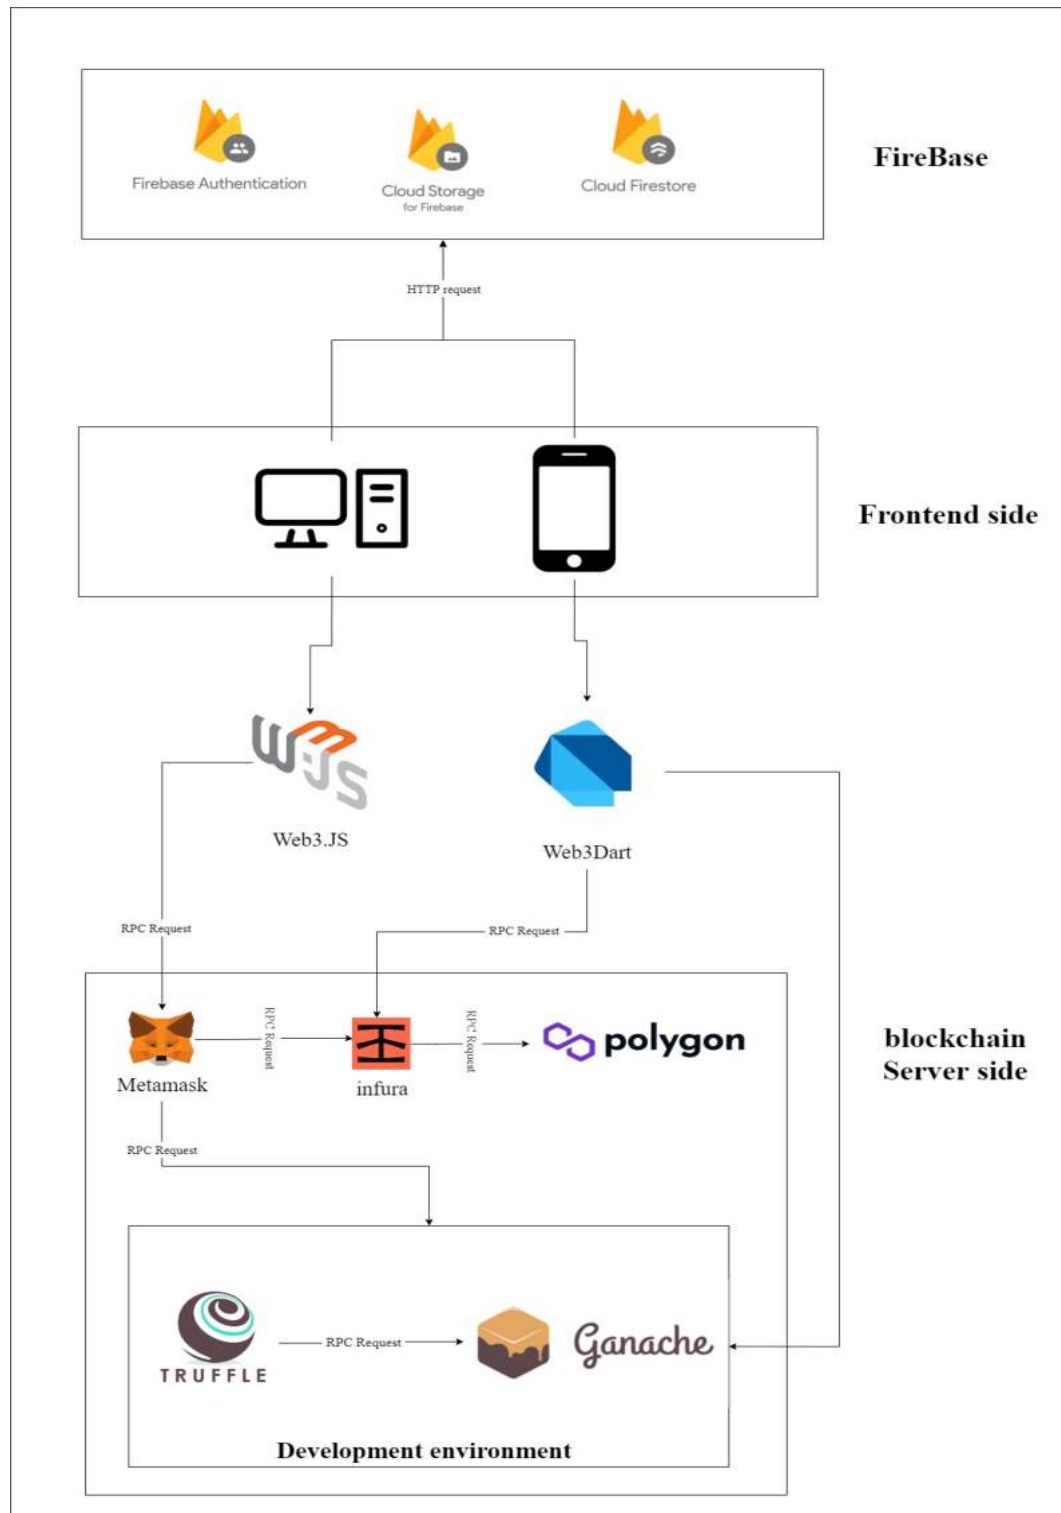 FireBase
Firebase Authentication
Cloud Storage
for Firebase
Cloud Firestore
HTTP request
Frontend side
W3:JS
Web3.JS
Web3Dart
RPC Request
RPC Request
blockchain
Server side
Metamask
RPC Request
infura
RPC Request
polygon
RPC Request
TRUFFLE
RPC Request
Ganache
Development environment